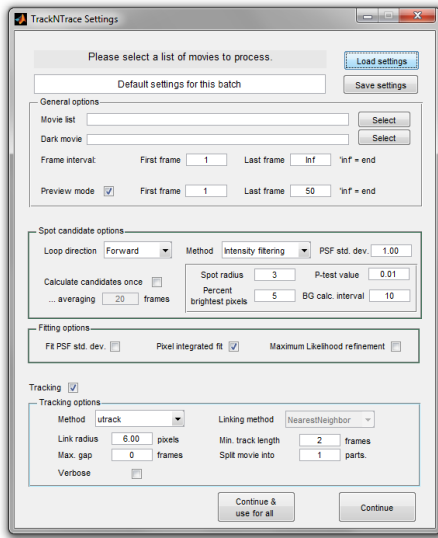 TrackNTrace Settings
Please select a list of movies to process.
Load settings
Default settings for this batch
Save settings
General options
Movie list
Select
Dark movie
Select
Frame interval: First frame 1 Last frame Inf 'inf' = end
Preview mode First frame 1 Last frame 50 'inf' = end
Spot candidate options
Loop direction Forward Method Intensity filtering PSF std. dev. 1.00
Spot radius 3 P-test value 0.01
Calculate candidates once
Percent brightest pixels 5 BG calc. interval 10
... averaging 20 frames
Fitting options
Fit PSF std. dev. Pixel integrated fit Maximum Likelihood refinement
Tracking
Tracking options
Method utrack Linking method NearestNeighbor
Link radius 6.00 pixels Min. track length 2 frames
Max. gap 0 frames Split movie into 1 parts.
Verbose
Continue &
use for all
Continue